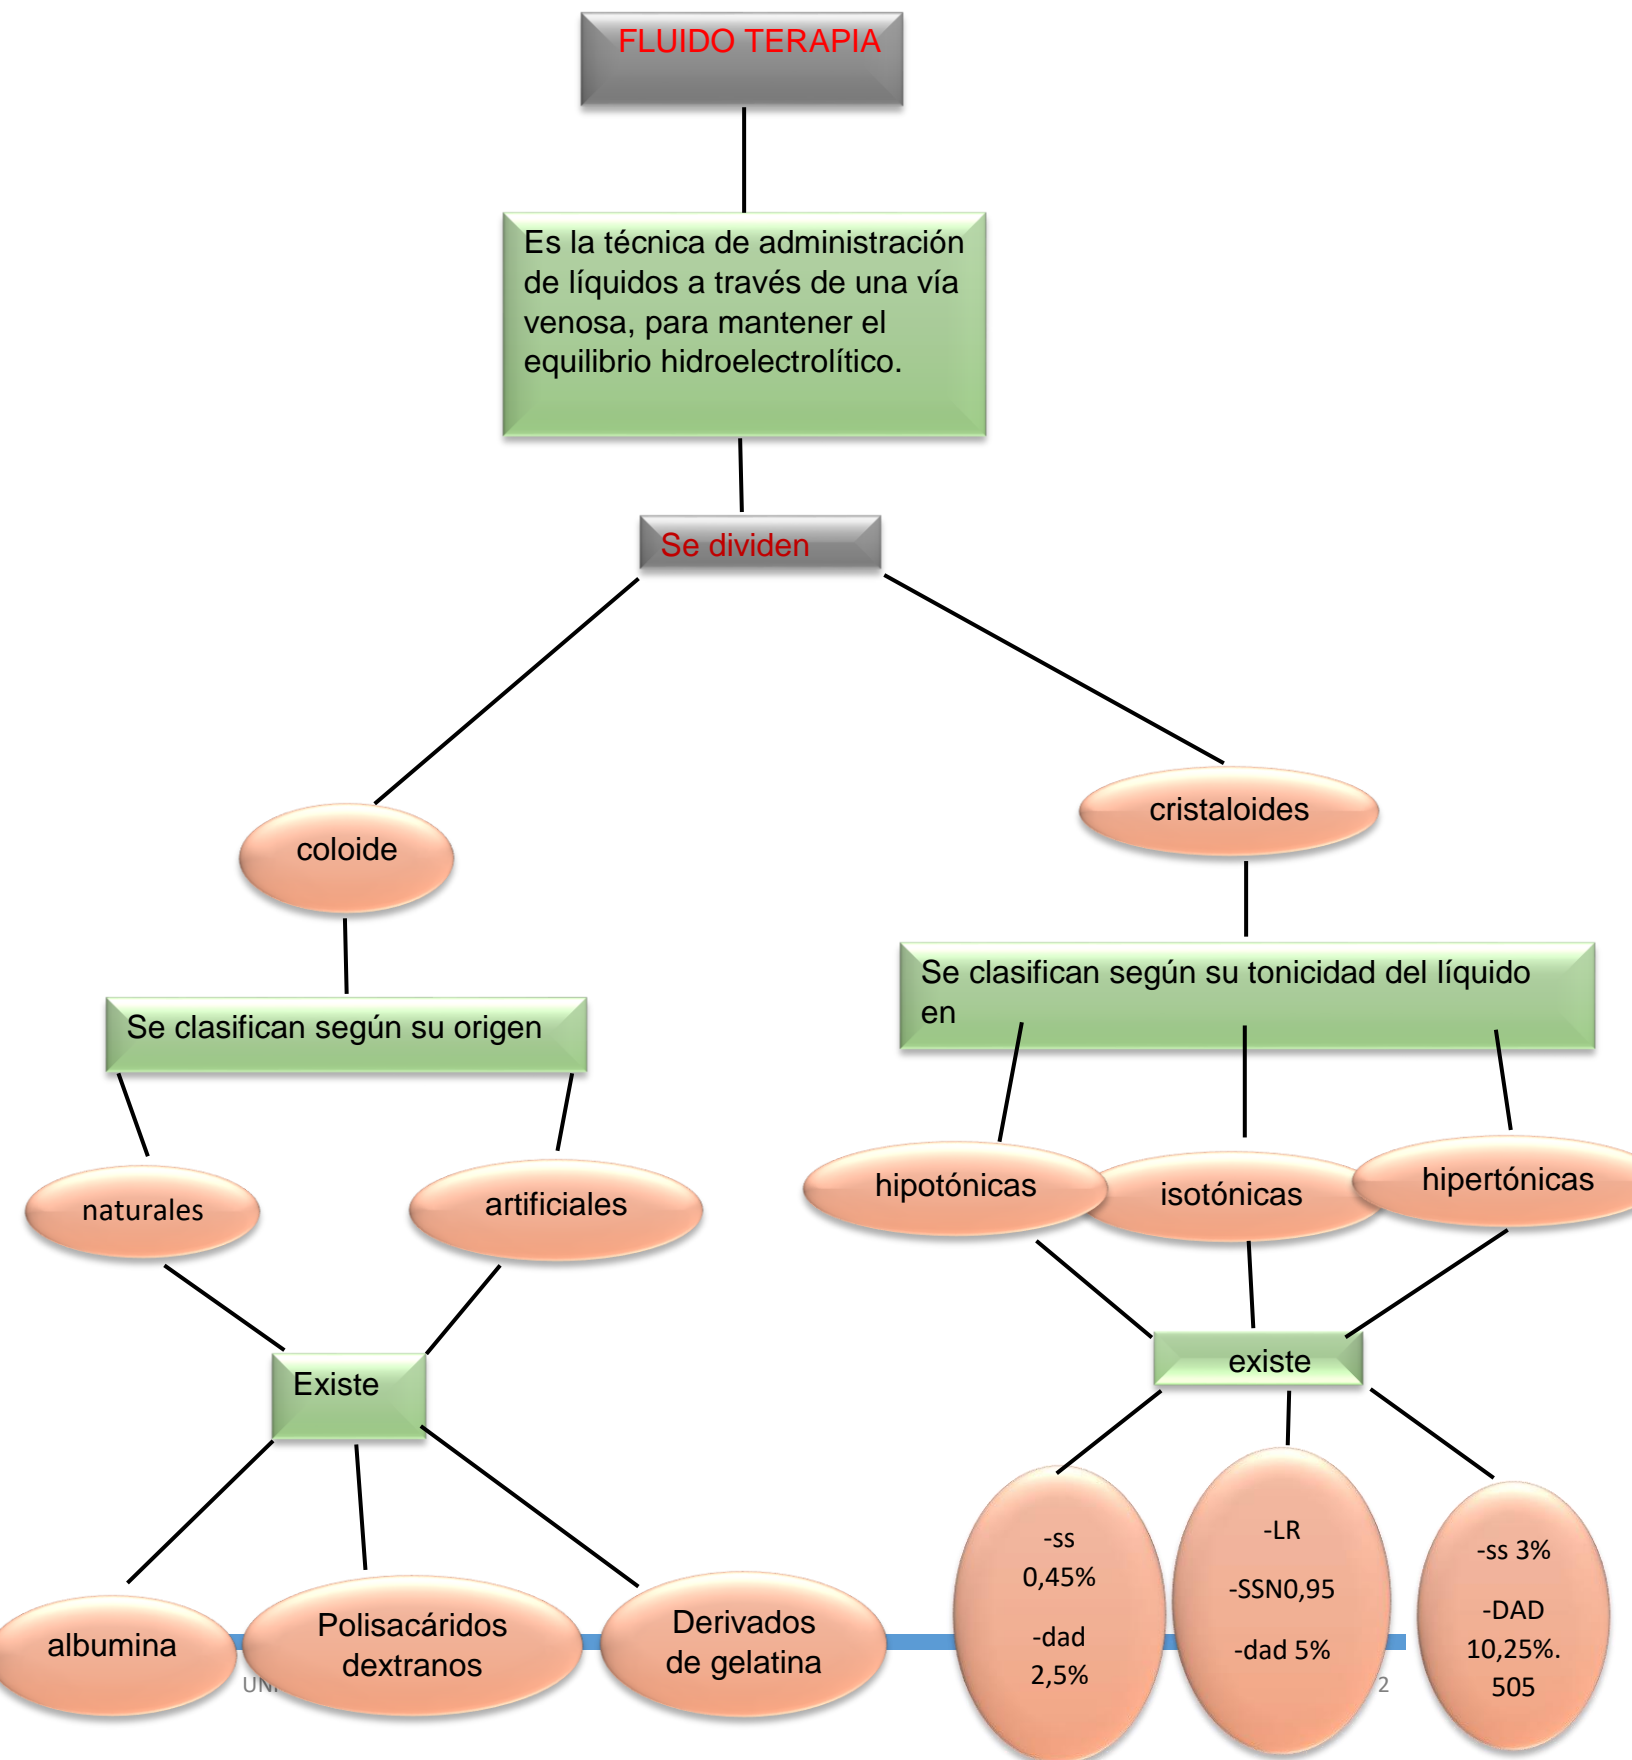 FLUIDO TERAPIA
Es la técnica de administración
de líquidos a través de una vía
venosa, para mantener el
equilibrio hidroelectrolítico.
Se dividen
coloide
cristaloides
Se clasifican según su origen
Se clasifican según su tonicidad del líquido
en
naturales
artificiales
hipotónicas
isotónicas
hipertónicas
Existe
existe
albumina
Polisacáridos
dextranos
Derivados
de gelatina
-ss
0,45%
-dad
2,5%
-LR
-SSN0,95
-dad 5%
-ss 3%
-DAD
10,25%.
505
2